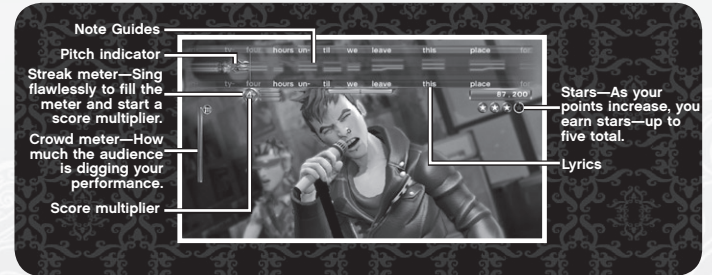 Note Guides
Pitch indicator
Streak meter—Sing
flawlessly to fill the
meter and start a
score multiplier.
Crowd meter—How
much the audience
is digging your
performance.
Score multiplier
ty four hours un- til we leave this place for
ty four hours un- til we leave this place for
87,200
Stars—As your
points increase, you
earn stars—up to
five total.
Lyrics